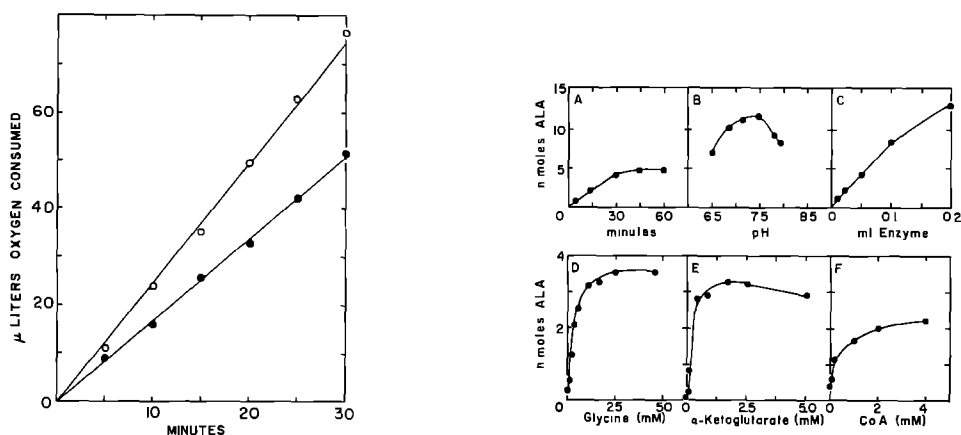 60
40
20
0
10
20
30
μ LITERS OXYGEN CONSUMED
MINUTES
15
10
5
0
n moles ALA
A
B
C
0
30
60
minutes
6.5
7.5
8.5
pH
0
0.1
0.2
ml Enzyme
4
2
0
n moles ALA
D
E
F
0
25
50
Glycine (mM)
0
2.5
5.0
α-Ketoglutarate (mM)
0
2
4
CoA (mM)